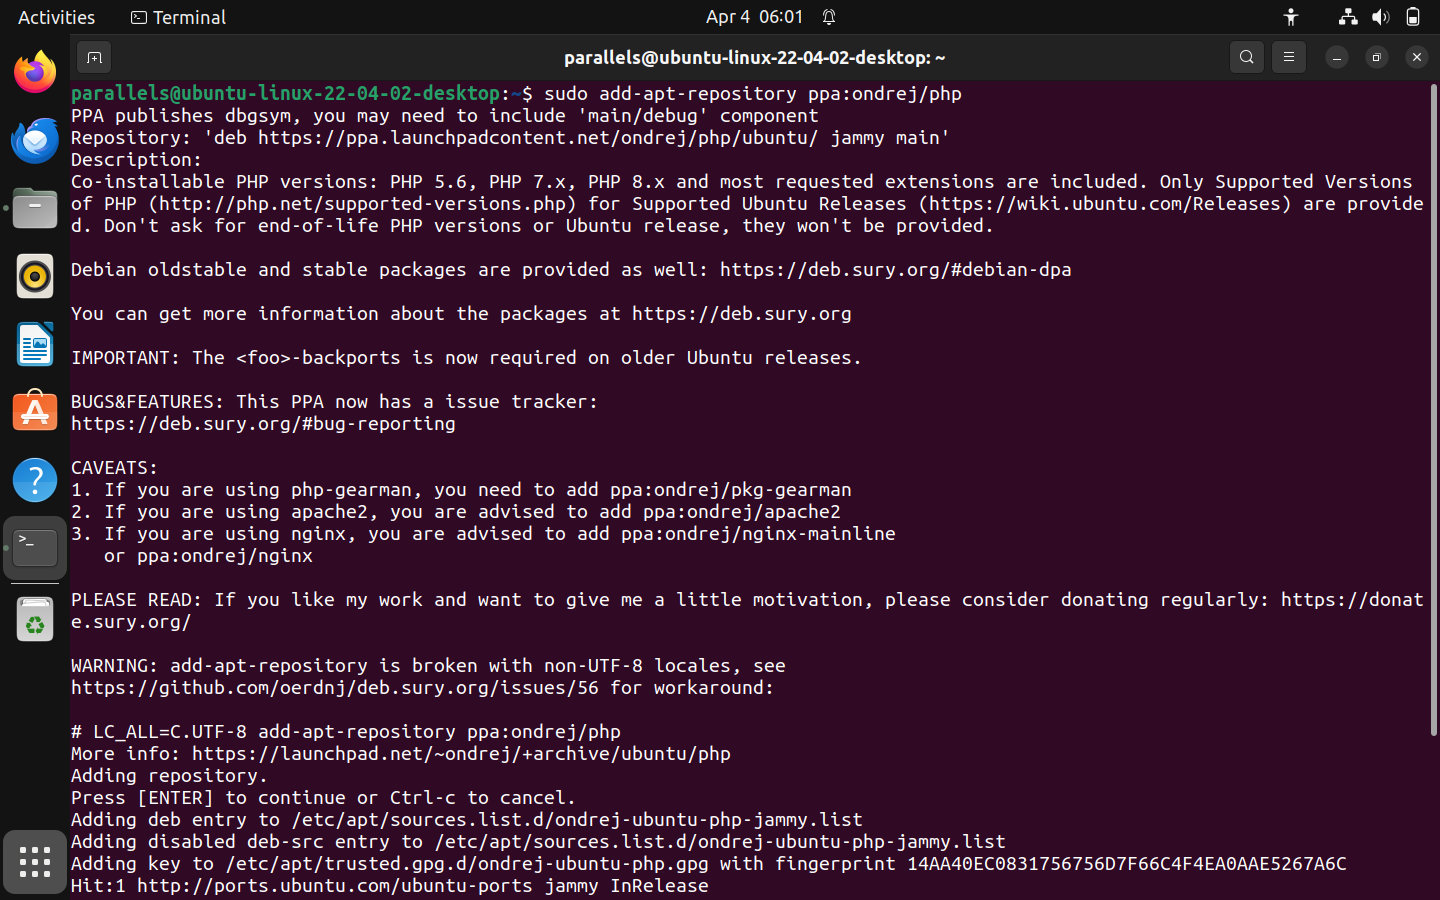 Activities
Terminal
Apr 4 06:01
parallels@ubuntu-linux-22-04-02-desktop: ~
parallels@ubuntu-linux-22-04-02-desktop:~$ sudo add-apt-repository ppa:ondrej/php
PPA publishes dbgsym, you may need to include 'main/debug' component
Repository: 'deb https://ppa.launchpadcontent.net/ondrej/php/ubuntu/ jammy main'
Description:
Co-installable PHP versions: PHP 5.6, PHP 7.x, PHP 8.x and most requested extensions are included. Only Supported Versions
of PHP (http://php.net/supported-versions.php) for Supported Ubuntu Releases (https://wiki.ubuntu.com/Releases) are provide
d. Don't ask for end-of-life PHP versions or Ubuntu release, they won't be provided.
Debian oldstable and stable packages are provided as well: https://deb.sury.org/#debian-dpa
You can get more information about the packages at https://deb.sury.org
IMPORTANT: The <foo>-backports is now required on older Ubuntu releases.
BUGS&FEATURES: This PPA now has a issue tracker:
https://deb.sury.org/#bug-reporting
CAVEATS:
1. If you are using php-gearman, you need to add ppa:ondrej/pkg-gearman
2. If you are using apache2, you are advised to add ppa:ondrej/apache2
3. If you are using nginx, you are advised to add ppa:ondrej/nginx-mainline
or ppa:ondrej/nginx
PLEASE READ: If you like my work and want to give me a little motivation, please consider donating regularly: https://donat
e.sury.org/
WARNING: add-apt-repository is broken with non-UTF-8 locales, see
https://github.com/oerdnj/deb.sury.org/issues/56 for workaround:
# LC_ALL=C.UTF-8 add-apt-repository ppa:ondrej/php
More info: https://launchpad.net/~ondrej/+archive/ubuntu/php
Adding repository.
Press [ENTER] to continue or Ctrl-c to cancel.
Adding deb entry to /etc/apt/sources.list.d/ondrej-ubuntu-php-jammy.list
Adding disabled deb-src entry to /etc/apt/sources.list.d/ondrej-ubuntu-php-jammy.list
Adding key to /etc/apt/trusted.gpg.d/ondrej-ubuntu-php.gpg with fingerprint 14AA40EC0831756756D7F66C4F4EA0AAE5267A6C
Hit:1 http://ports.ubuntu.com/ubuntu-ports jammy InRelease